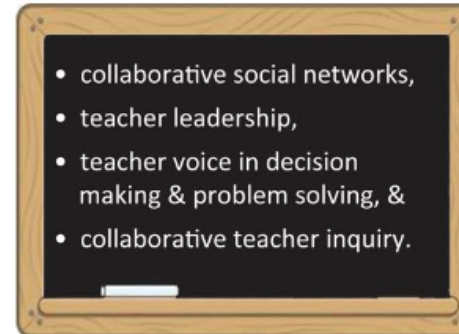 • collaborative social networks,
• teacher leadership,
• teacher voice in decision
making & problem solving, &
• collaborative teacher inquiry.